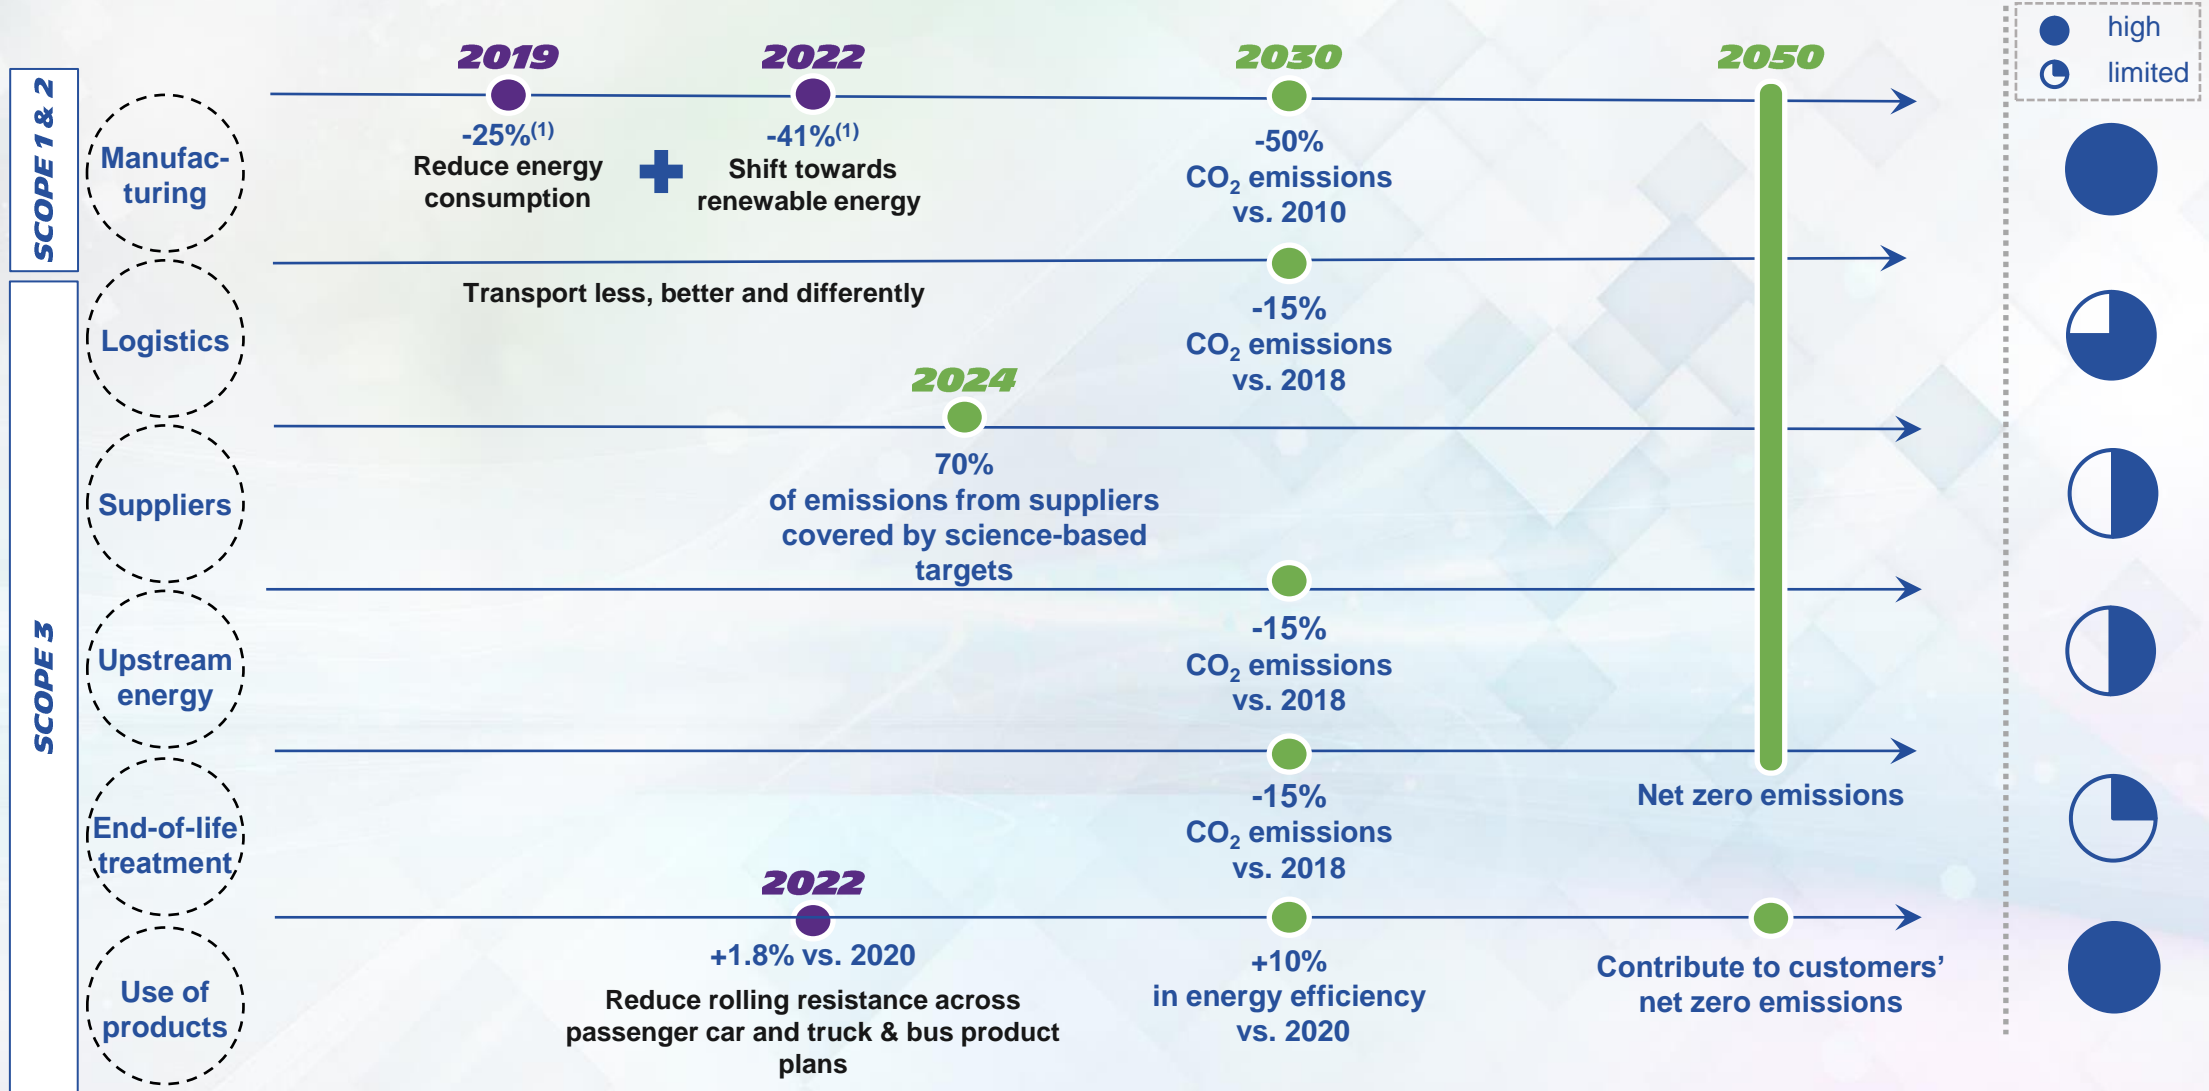 high
limited
SCOPE 1 & 2
Manufac-
turing
2019
-25%(1)
Reduce energy
consumption
2022
-41%(1)
Shift towards
renewable energy
2030
-50%
CO2 emissions
vs. 2010
2050
Logistics
Transport less, better and differently
-15%
CO2 emissions
vs. 2018
SCOPE 3
Suppliers
2024
70%
of emissions from suppliers
covered by science-based
targets
Upstream
energy
-15%
CO2 emissions
vs. 2018
End-of-life
treatment
-15%
CO2 emissions
vs. 2018
Net zero emissions
Use of
products
2022
+1.8% vs. 2020
Reduce rolling resistance across
passenger car and truck & bus product
plans
+10%
in energy efficiency
vs. 2020
Contribute to customers’
net zero emissions